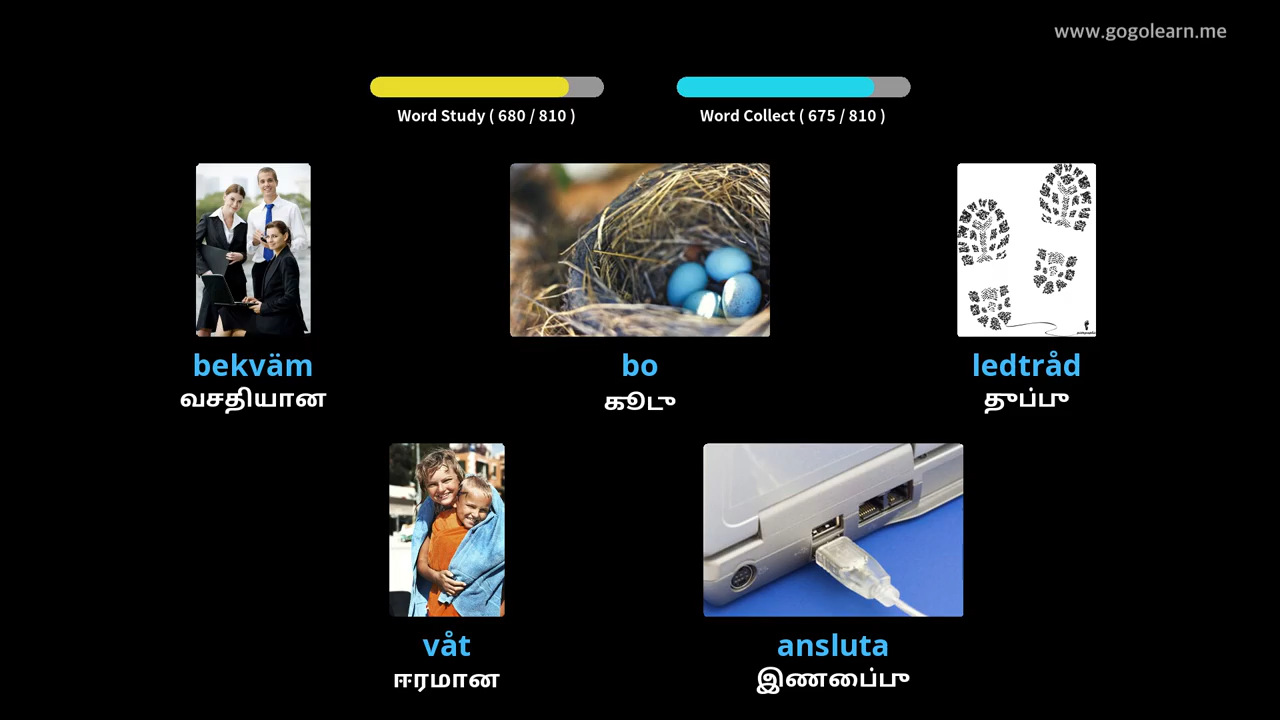 www.gogolearn.me
Word Study ( 680 / 810 )
Word Collect ( 675 / 810 )
bekväm
வசதியான
bo
கூடு
ledtråd
துப்பு
våt
ஈரமான
ansluta
இணைப்பு